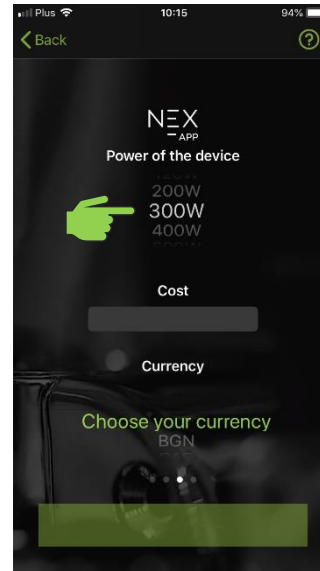 Plus 10:15 94%
Back ?
NEX
APP
Power of the device
200W
300W
400W
Cost
Currency
Choose your currency
BGN